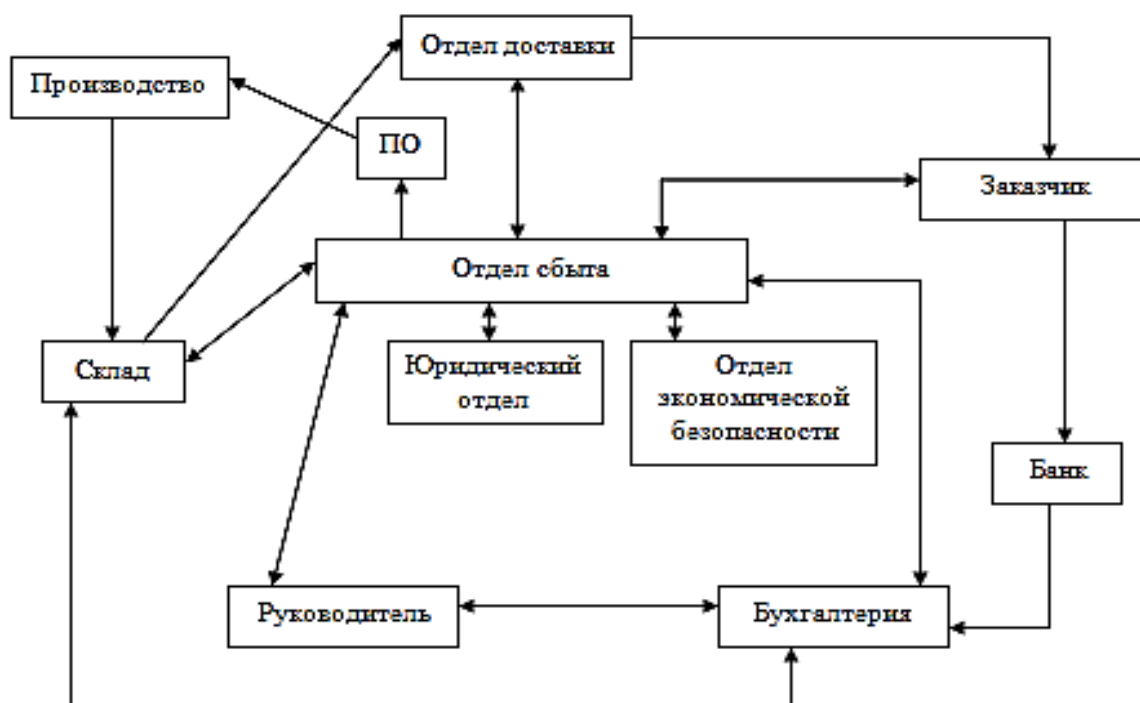 Отдел доставки
Производство
ПО
Заказчик
Отдел сбыта
Склад
Юридический
отдел
Отдел
экономической
безопасности
Банк
Руководитель
Бухгалтерия